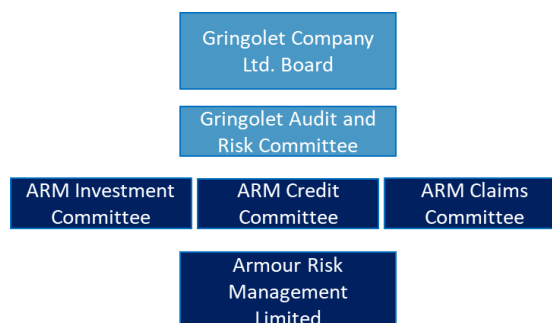 Gringolet Company
Ltd. Board
Gringolet Audit and
Risk Committee
ARM Investment
Committee
ARM Credit
Committee
ARM Claims
Committee
Armour Risk
Management
Limited